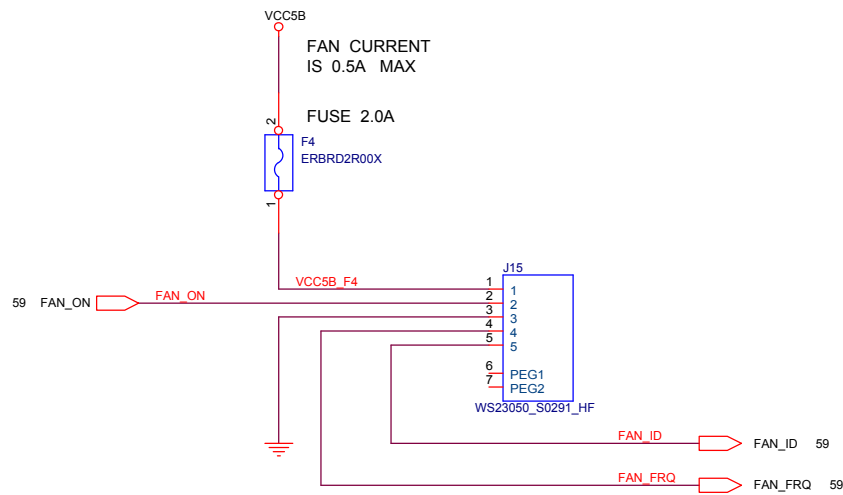 VCC5B
FAN CURRENT
IS 0.5A MAX
FUSE 2.0A
2
F4
ERBRD2R00X
1
J15
VCC5B_F4
1
1
59 FAN_ON
FAN_ON
2
2
3
3
4
4
5
5
6
PEG1
7
PEG2
WS23050_S0291_HF
FAN_ID
FAN_ID 59
FAN_FRQ
FAN_FRQ 59